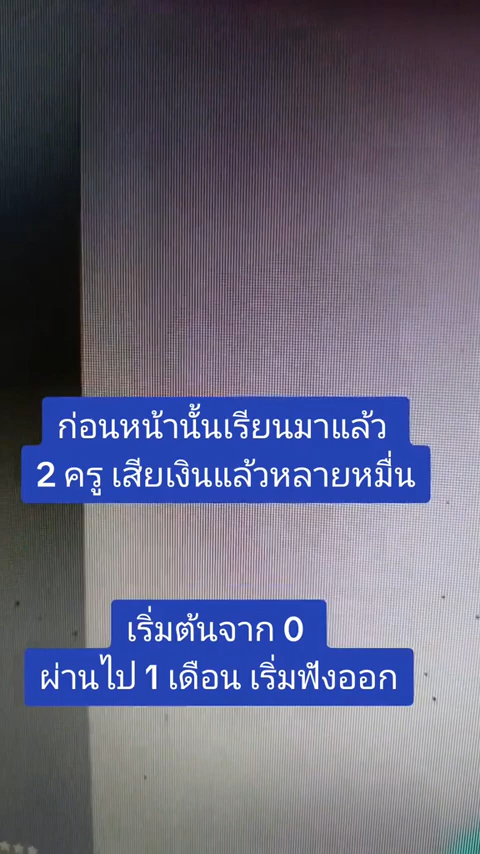 ก่อนหน้านั้นเรียนมาแล้ว
2 ครู เสียเงินแล้วหลายหมื่น
เริ่มต้นจาก 0
ผ่านไป 1 เดือน เริ่มฟังออก